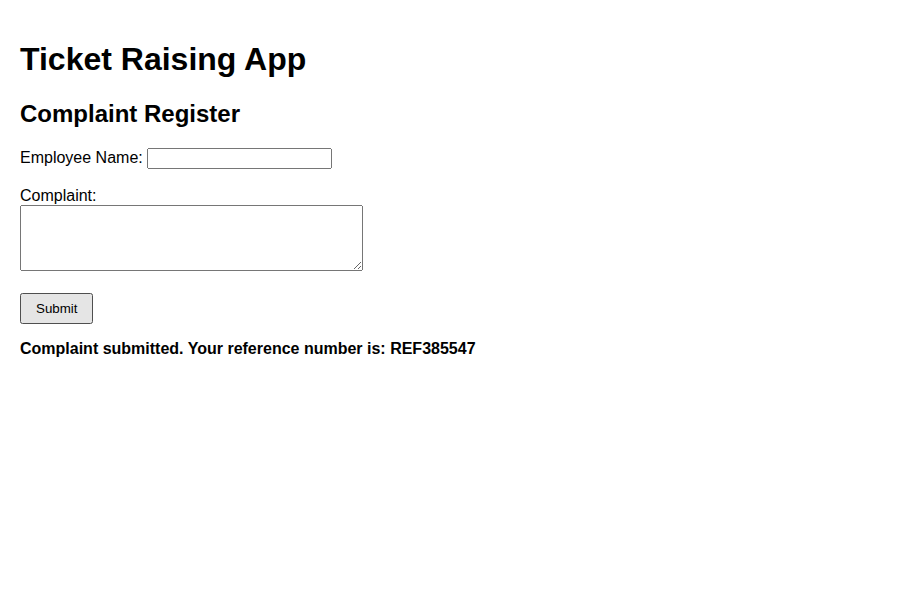 Ticket Raising App
Complaint Register
Employee Name:
Complaint:
Submit
Complaint submitted. Your reference number is: REF385547